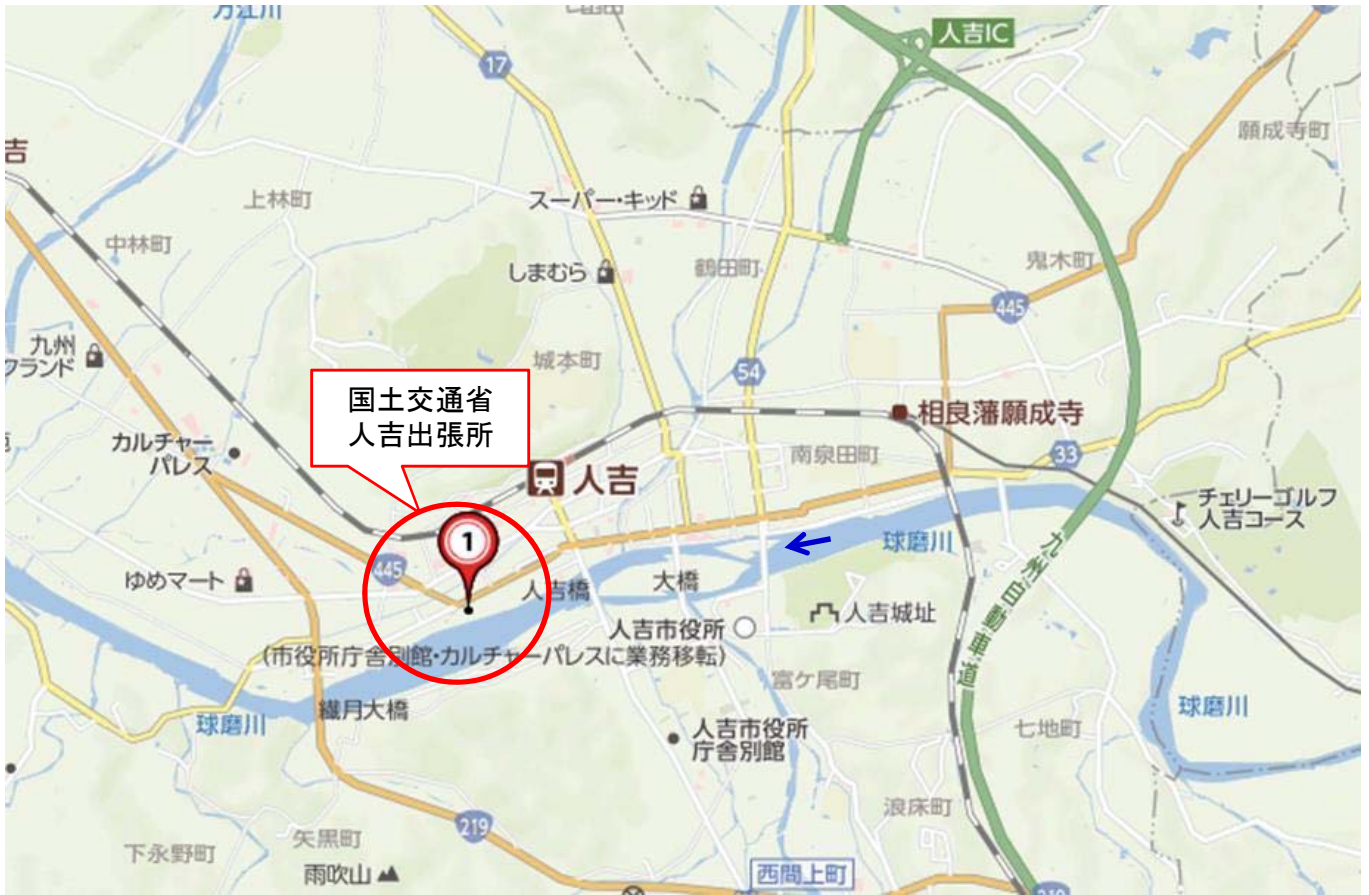 万江川
人吉IC
17
願成寺町
吉
上林町
スーパー・キッド
中林町
しまむら
鶴田町
鬼木町
445
九州
フランド
城本町
54
国土交通省
人吉出張所
相良藩願成寺
カルチャー
パレス
人吉
南泉田町
33
チェリーゴルフ
人吉コース
1
球磨川
九州自動車道
445
ゆめマート
人吉橋
大橋
人吉城址
人吉市役所
(市役所庁舎別館・カルチャーパレスに業務移転)
富ケ尾町
球磨川
繊月大橋
球磨川
人吉市役所
庁舎別館
七地町
浪床町
219
矢黒町
下永野町
雨吹山
西間上町
219